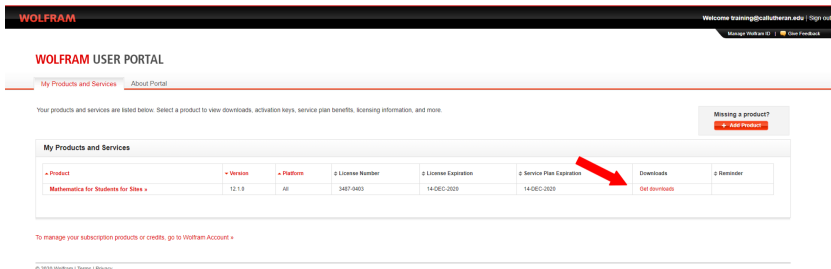 WOLFRAM
Welcome training@callutheran.edu | Sign out
Manage Wolfram ID | Give Feedback
WOLFRAM USER PORTAL
My Products and Services About Portal
Your products and services are listed below. Select a product to view downloads, activation keys, service plan benefits, licensing information, and more.
Missing a product?
+ Add Product
My Products and Services
Product Version Platform License Number License Expiration Service Plan Expiration Downloads Reminder
Mathematica for Students for Sites » 12.1.0 All 3487-9403 14-DEC-2020 14-DEC-2020 Get downloads
To manage your subscription products or credits, go to Wolfram Account »
© 2020 Wolfram | Terms | Privacy